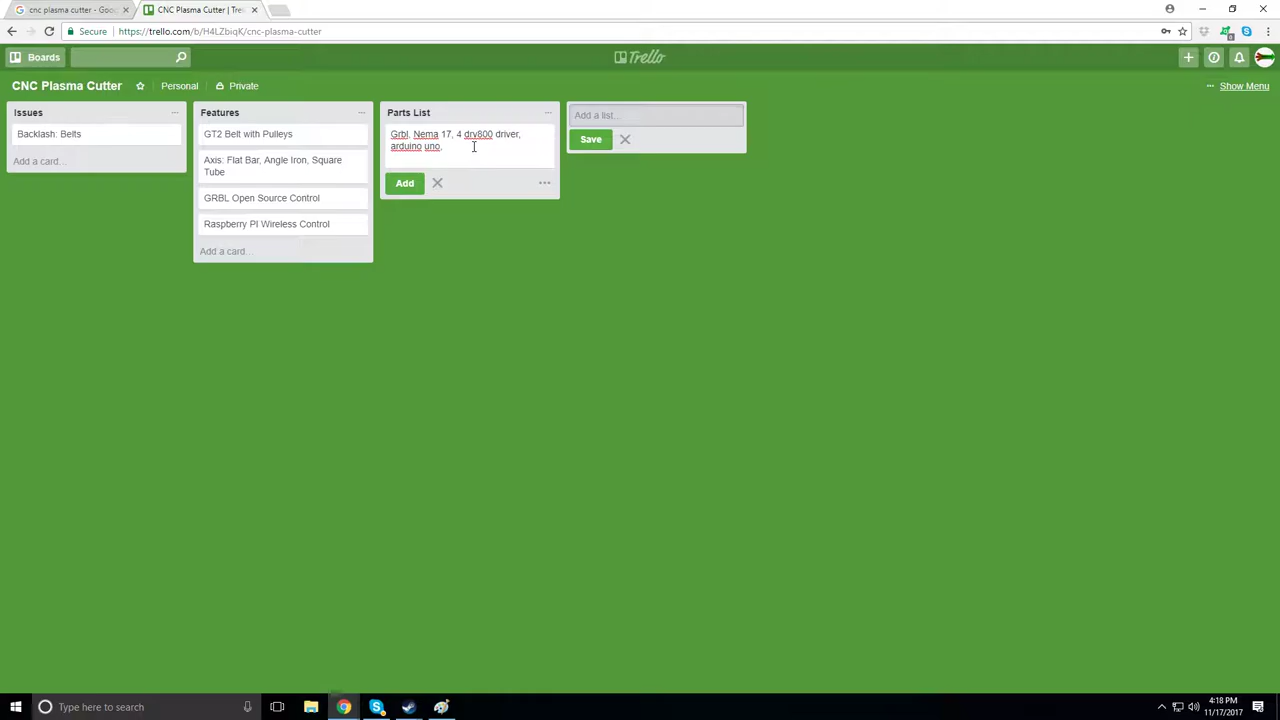 cnc plasma cutter - Goo
CNC Plasma Cutter | Trel
Secure
https://trello.com/b/H4LZbiqK/cnc-plasma-cutter
Boards
Trello
CNC Plasma Cutter
Personal
Private
Show Menu
Issues
Backlash: Belts
Add a card...
Features
GT2 Belt with Pulleys
Axis: Flat Bar, Angle Iron, Square
Tube
GRBL Open Source Control
Raspberry PI Wireless Control
Add a card...
Parts List
Grbl, Nema 17, 4 drv800 driver,
arduino uno,
Add
Add a list...
Save
Type here to search
4:18 PM
11/17/2017